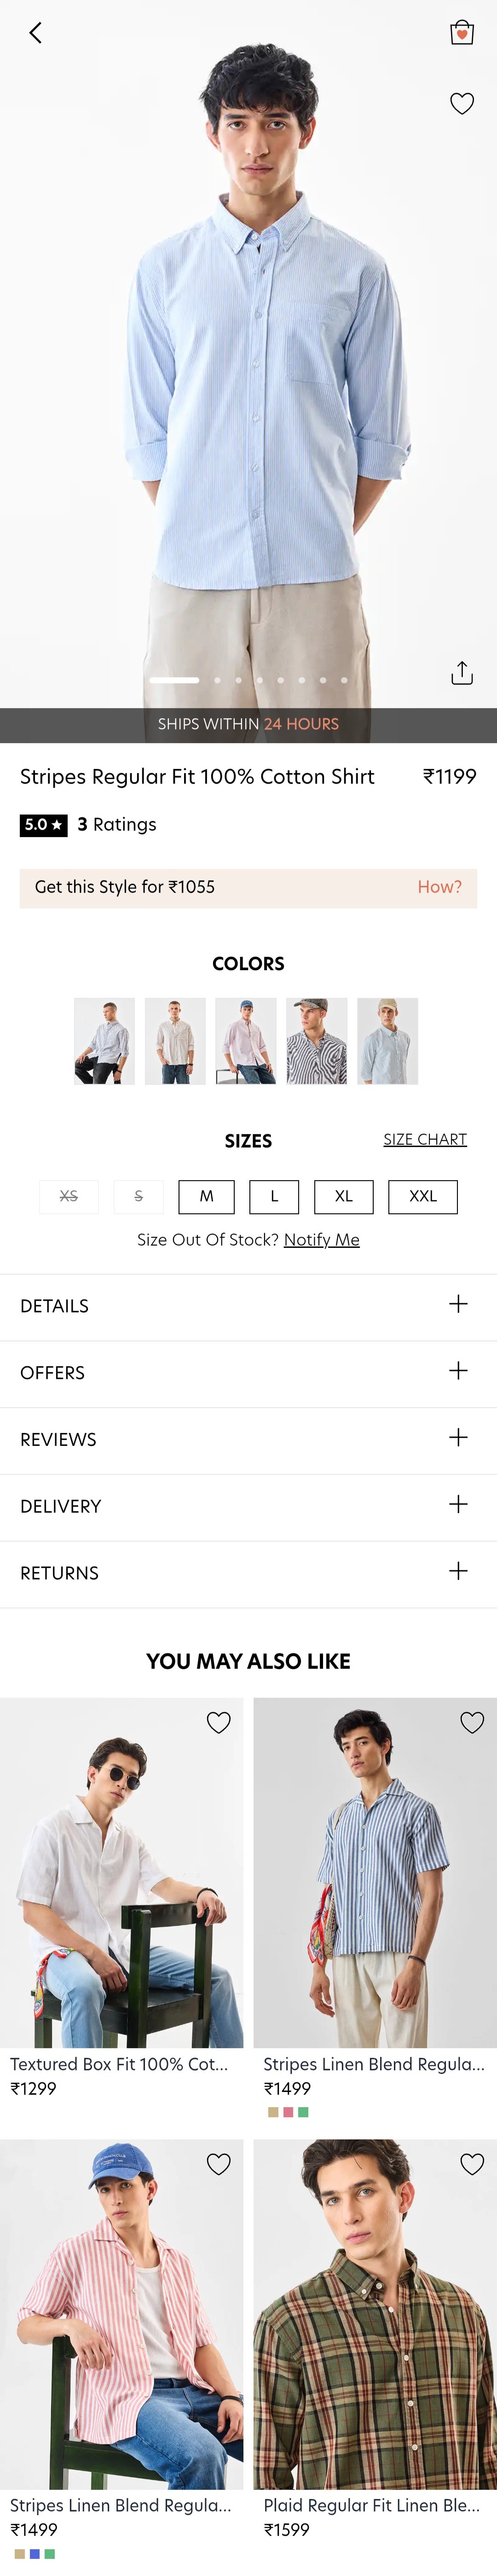 SHIPS WITHIN 24 HOURS
Stripes Regular Fit 100% Cotton Shirt ₹1199
5.0 ★ 3 Ratings
Get this Style for ₹1055 How?
COLORS
SIZES SIZE CHART
XS S M L XL XXL
Size Out Of Stock? Notify Me
DETAILS
OFFERS
REVIEWS
DELIVERY
RETURNS
YOU MAY ALSO LIKE
Textured Box Fit 100% Cot...
₹1299
Stripes Linen Blend Regula...
₹1499
Stripes Linen Blend Regula...
₹1499
Plaid Regular Fit Linen Ble...
₹1599